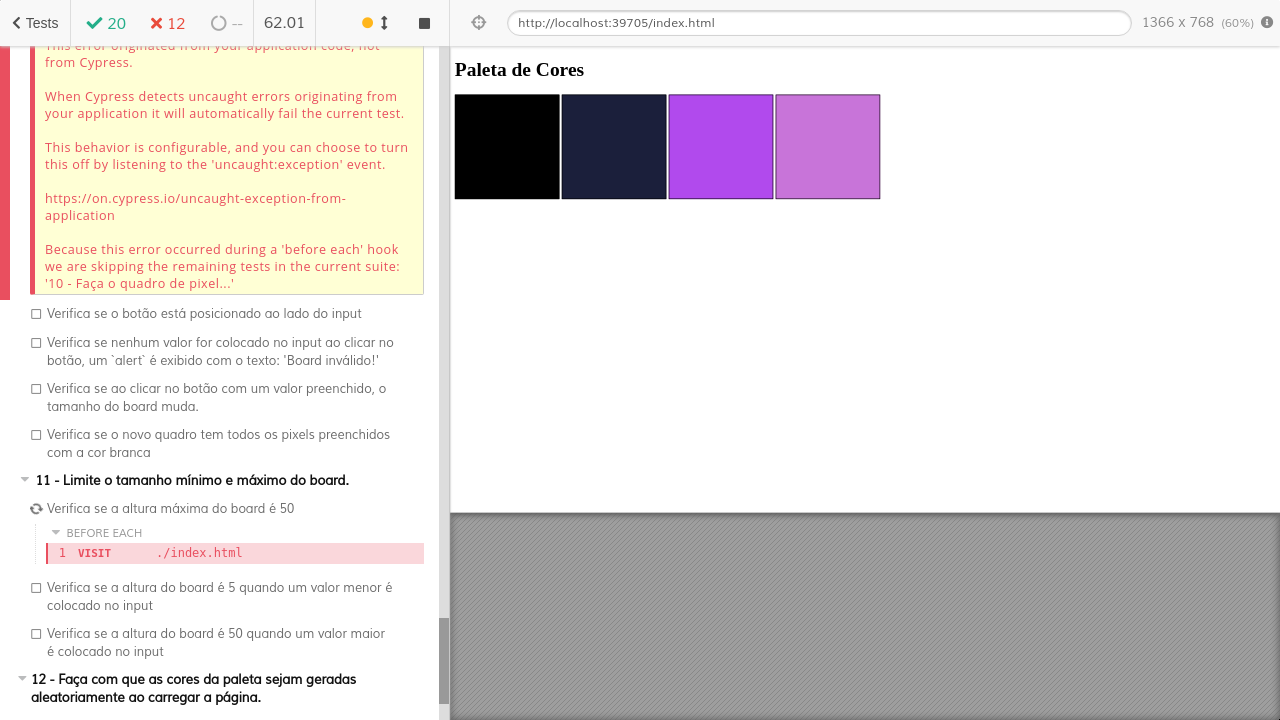 Tests
20
12
--
62.01
http://localhost:39705/index.html
1366 x 768 (60%)
This error originated from your application code, not
from Cypress.
When Cypress detects uncaught errors originating from
your application it will automatically fail the current test.
This behavior is configurable, and you can choose to turn
this off by listening to the 'uncaught:exception' event.
https://on.cypress.io/uncaught-exception-from-
application
Because this error occurred during a 'before each' hook
we are skipping the remaining tests in the current suite:
'10 - Faça o quadro de pixel...'
Verifica se o botão está posicionado ao lado do input
Verifica se nenhum valor for colocado no input ao clicar no
botão, um `alert` é exibido com o texto: 'Board inválido!'
Verifica se ao clicar no botão com um valor preenchido, o
tamanho do board muda.
Verifica se o novo quadro tem todos os pixels preenchidos
com a cor branca
11 - Limite o tamanho mínimo e máximo do board.
Verifica se a altura máxima do board é 50
BEFORE EACH
1 VISIT ./index.html
Verifica se a altura do board é 5 quando um valor menor é
colocado no input
Verifica se a altura do board é 50 quando um valor maior
é colocado no input
12 - Faça com que as cores da paleta sejam geradas
aleatoriamente ao carregar a página.
Paleta de Cores